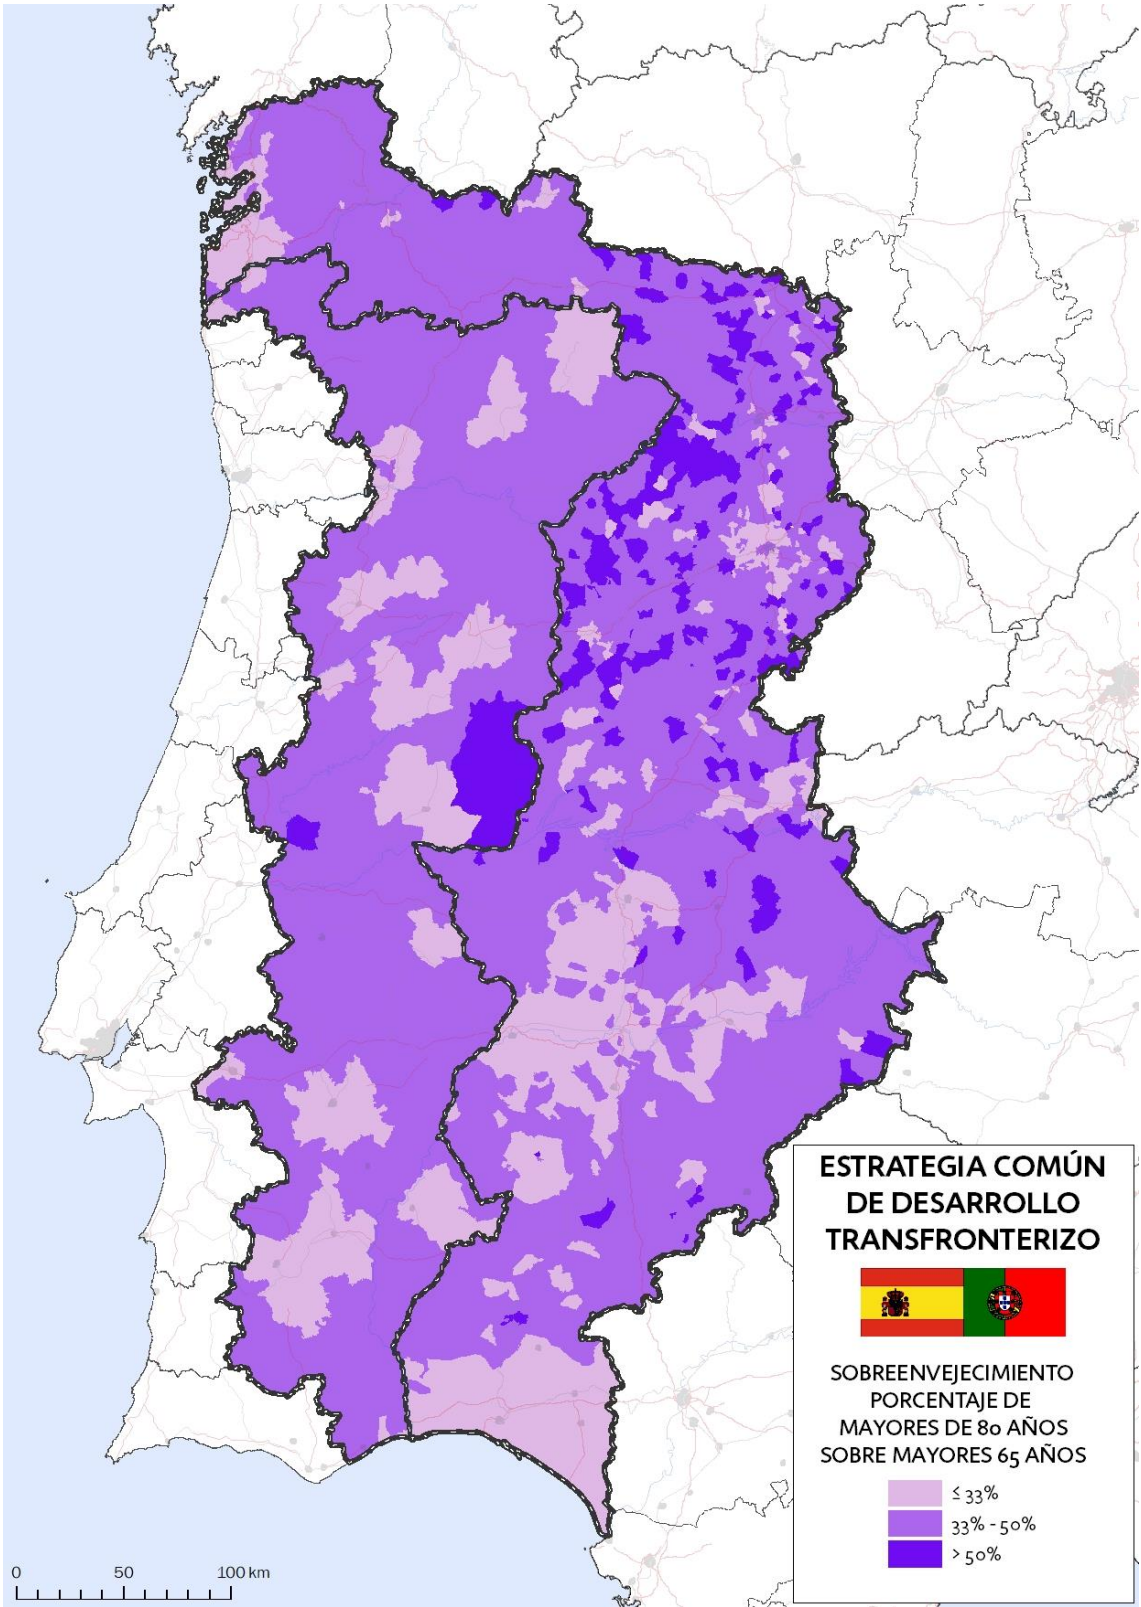 ESTRATEGIA COMÚN
DE DESARROLLO
TRANSFRONTERIZO
SOBREENVEJECIMIENTO
PORCENTAJE DE
MAYORES DE 80 AÑOS
SOBRE MAYORES 65 AÑOS
≤ 33%
33% - 50%
> 50%
0 50 100 km